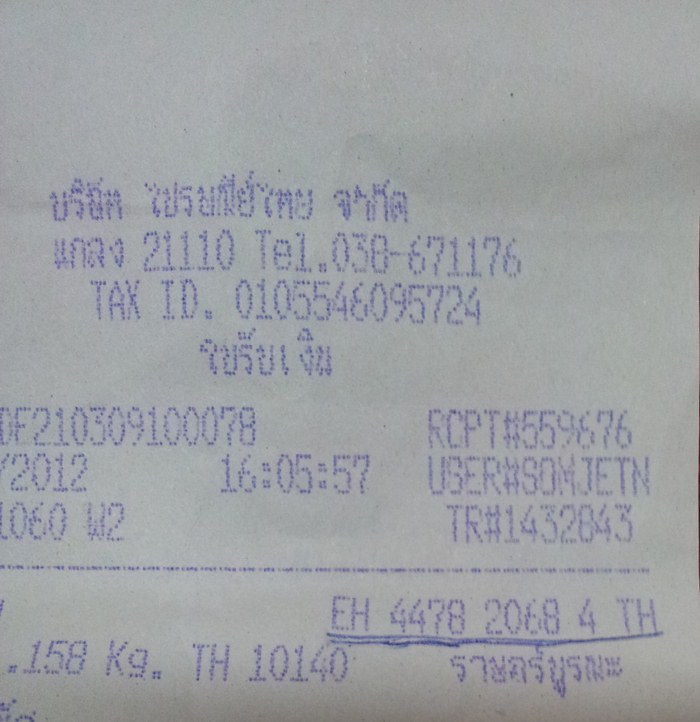 บริษัท ไปรษณีย์ไทย จำกัด
แกลง 21110 Tel.038-671176
TAX ID. 0105546095724
ใบรับเงิน
DF210309100078 RCPT#559676
/2012 16:05:57 USER#SOMJETN
1060 W2 TR#1432843
EH 4478 2068 4 TH
.158 Kg. TH 10140 ราษฎร์บูรณะ